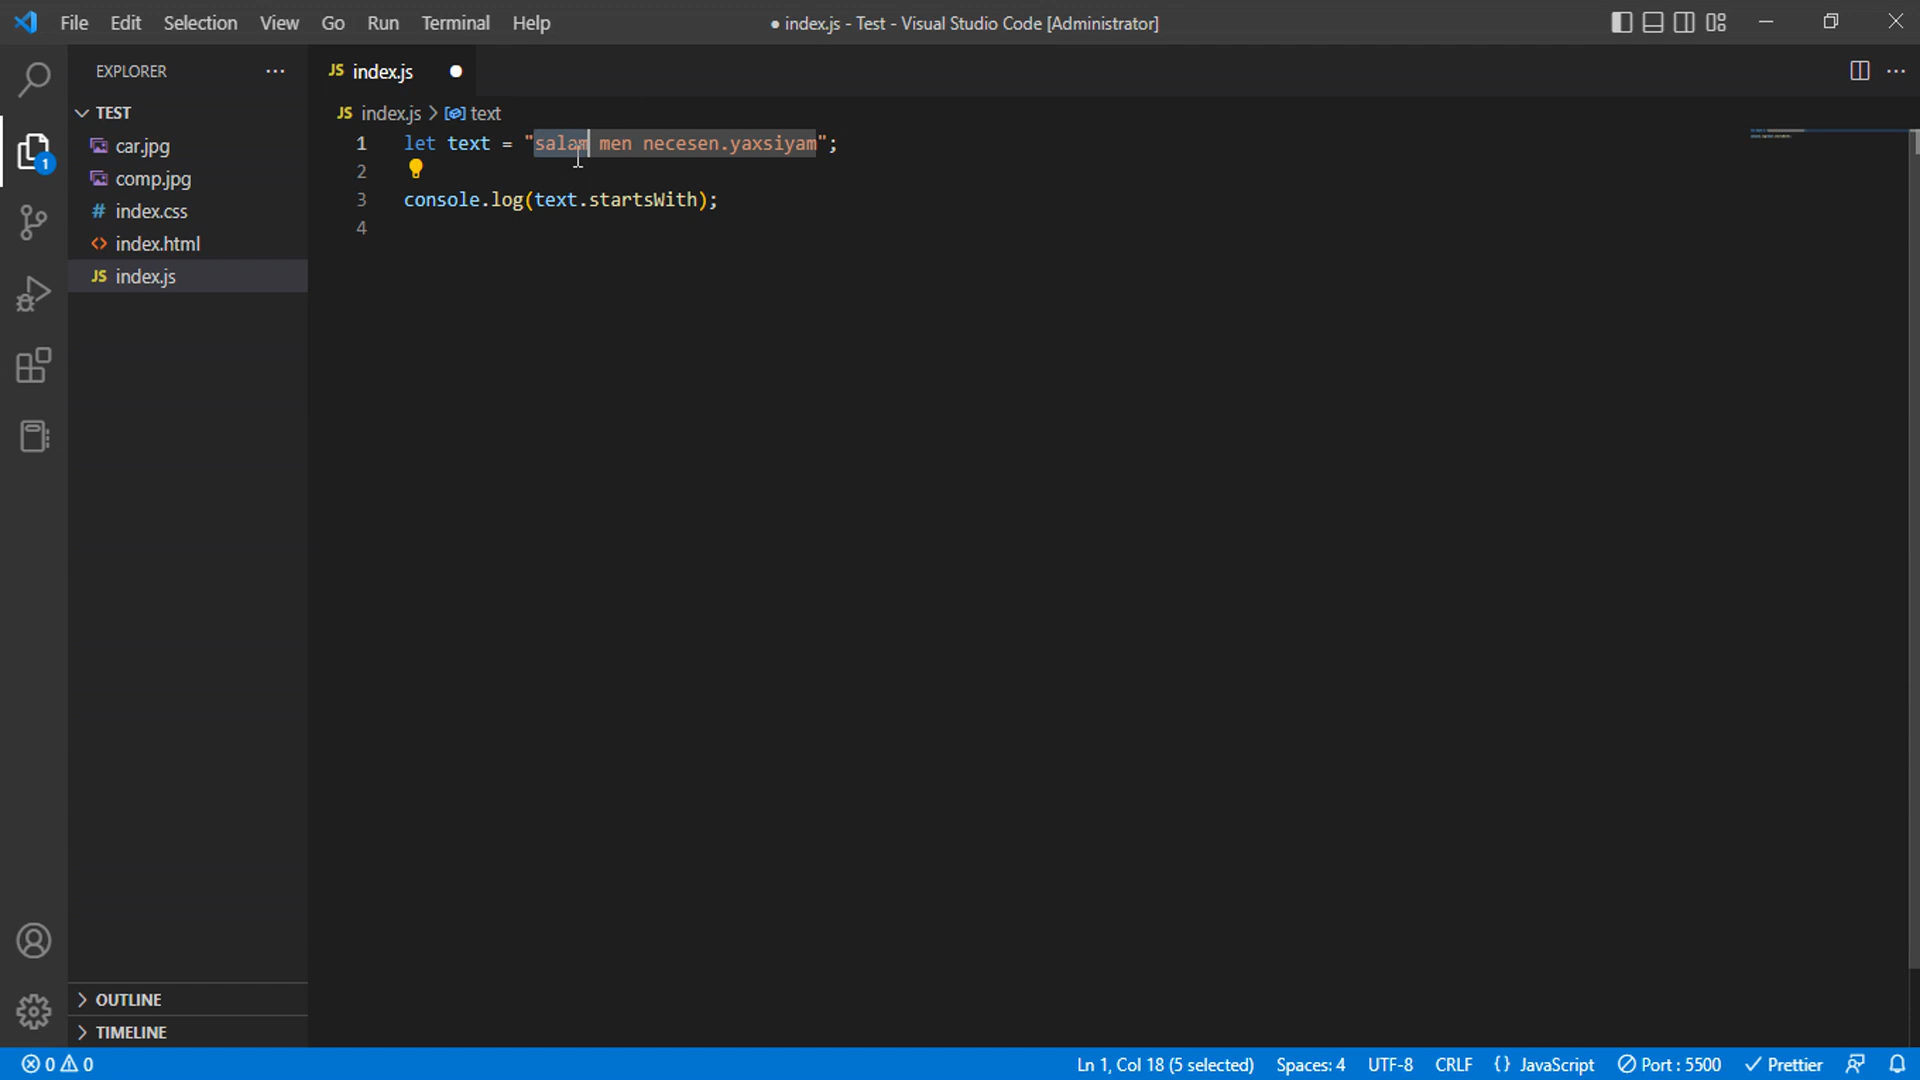 File Edit Selection View Go Run Terminal Help
● index.js - Test - Visual Studio Code [Administrator]
EXPLORER
JS index.js
TEST
JS index.js > text
car.jpg
comp.jpg
# index.css
<> index.html
JS index.js
1 let text = "salam men necesen.yaxsiyam";
2
3 console.log(text.startsWith);
4
1
OUTLINE
TIMELINE
0 0
Ln 1, Col 18 (5 selected) Spaces: 4 UTF-8 CRLF {} JavaScript Port : 5500 Prettier